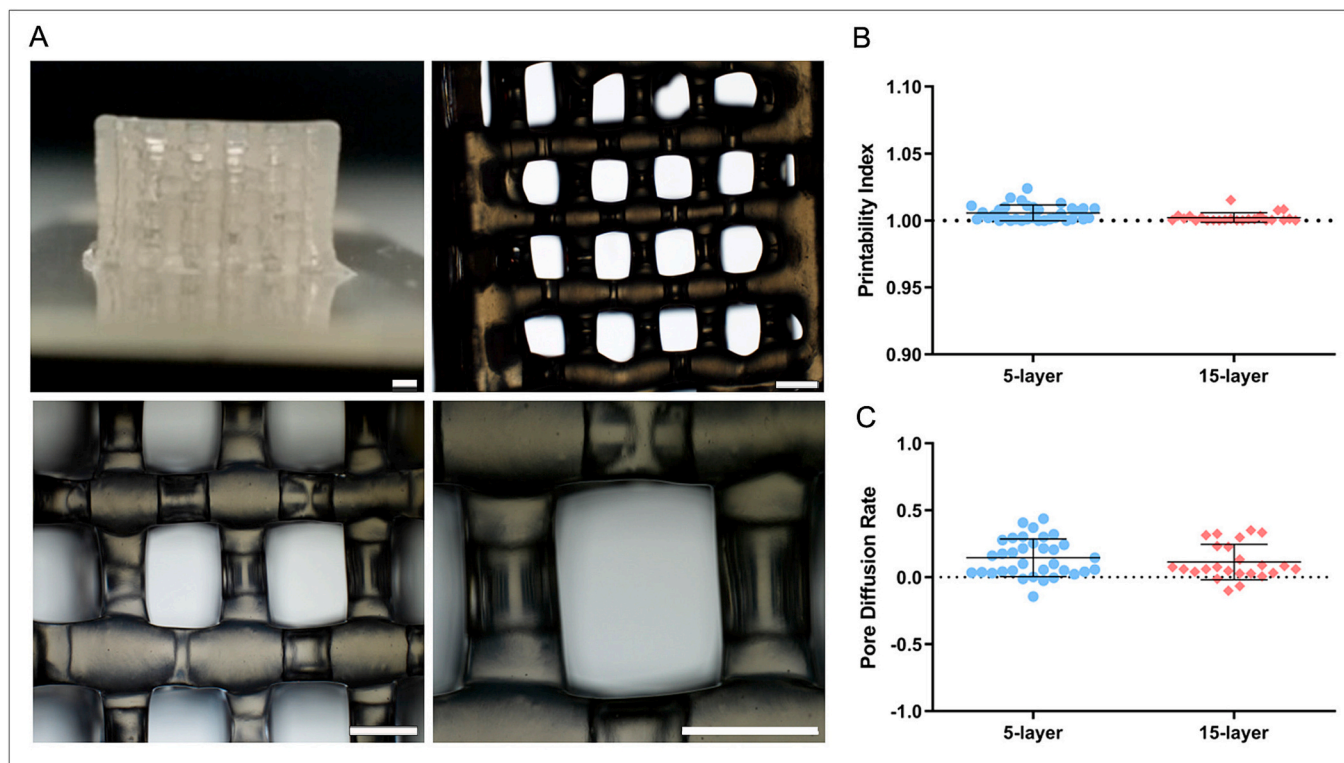 A
B
1.10
1.05
1.00
0.95
0.90
Printability Index
5-layer
15-layer
C
1.0
0.5
0.0
-0.5
-1.0
Pore Diffusion Rate
5-layer
15-layer